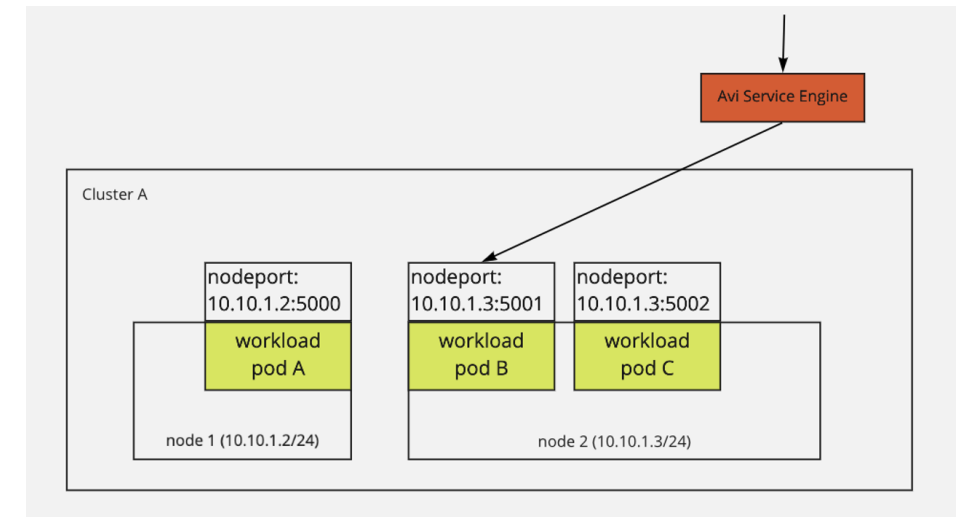 Avi Service Engine
Cluster A
nodeport:
10.10.1.2:5000
nodeport:
10.10.1.3:5001
nodeport:
10.10.1.3:5002
workload
pod A
workload
pod B
workload
pod C
node 1 (10.10.1.2/24)
node 2 (10.10.1.3/24)